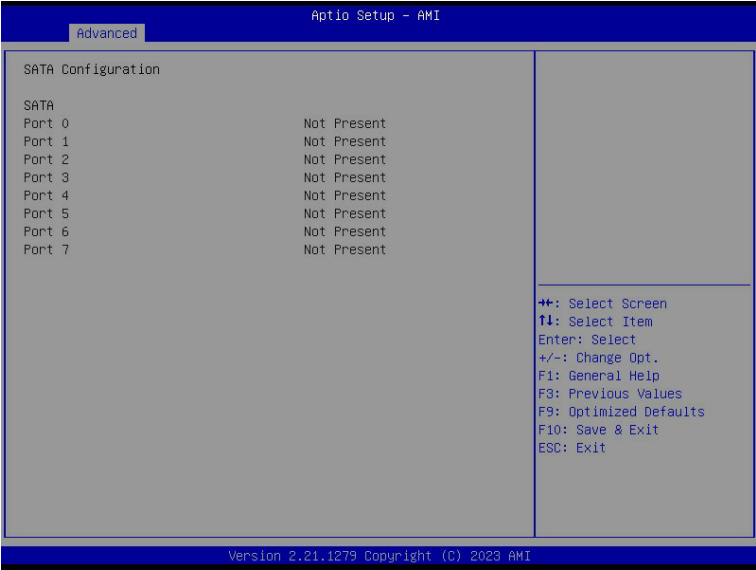 Aptio Setup – AMI
Advanced
SATA Configuration
SATA
Port 0 Not Present
Port 1 Not Present
Port 2 Not Present
Port 3 Not Present
Port 4 Not Present
Port 5 Not Present
Port 6 Not Present
Port 7 Not Present
→←: Select Screen
↑↓: Select Item
Enter: Select
+/-: Change Opt.
F1: General Help
F3: Previous Values
F9: Optimized Defaults
F10: Save & Exit
ESC: Exit
Version 2.21.1279 Copyright (C) 2023 AMI